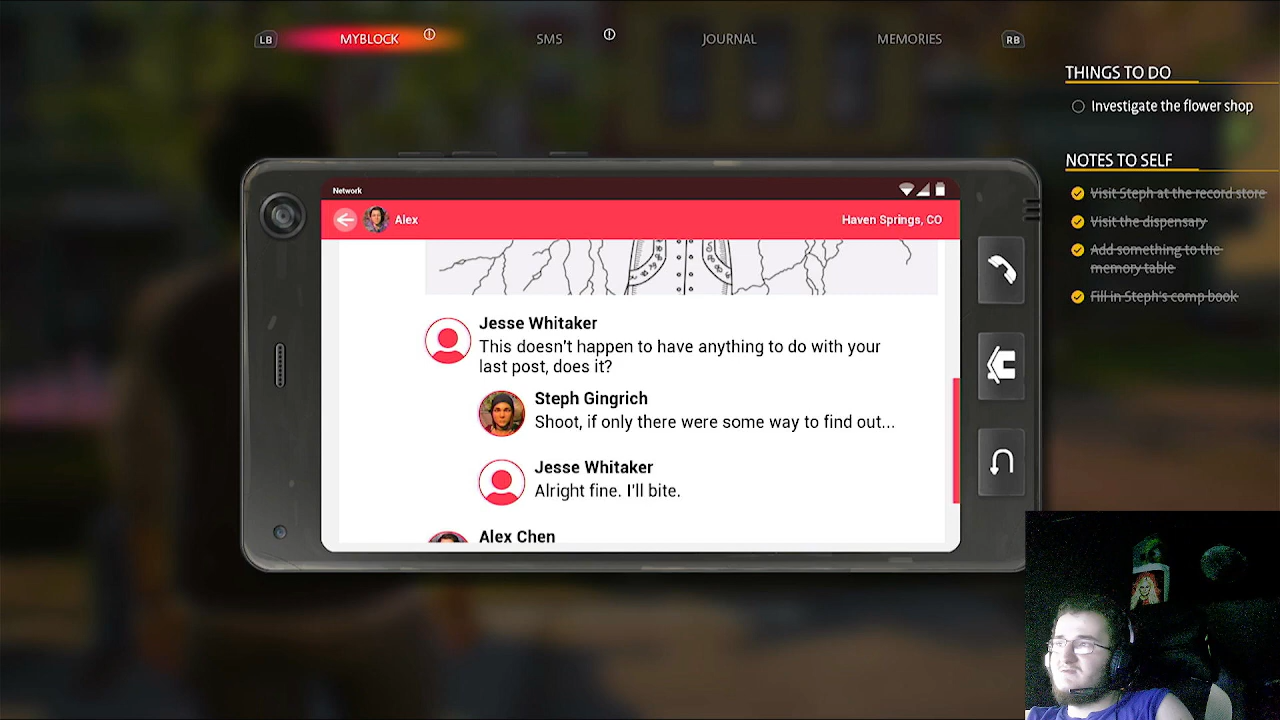 LB
MYBLOCK
SMS
JOURNAL
MEMORIES
RB
THINGS TO DO
Investigate the flower shop
NOTES TO SELF
Visit Steph at the record store
Visit the dispensary
Add something to the
memory table
Fill in Steph's comp book
Network
Alex
Haven Springs, CO
Jesse Whitaker
This doesn't happen to have anything to do with your
last post, does it?
Steph Gingrich
Shoot, if only there were some way to find out...
Jesse Whitaker
Alright fine. I'll bite.
Alex Chen